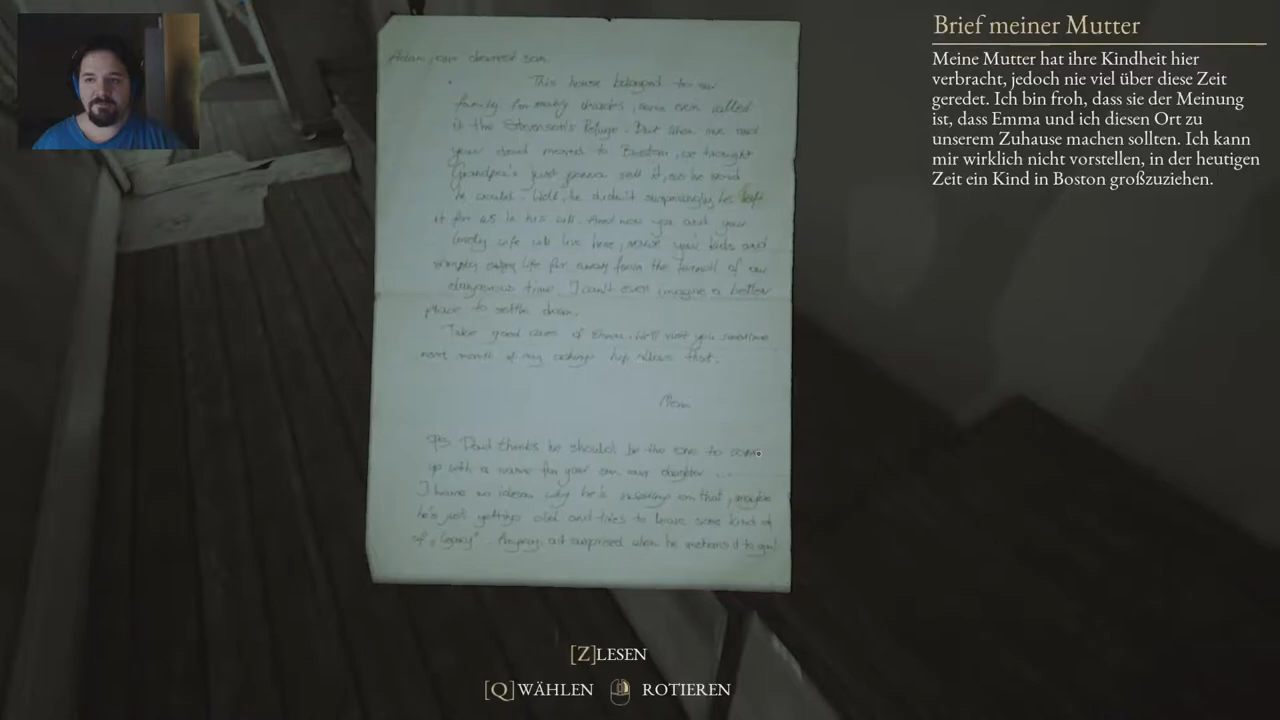 Brief meiner Mutter
Meine Mutter hat ihre Kindheit hier
verbracht, jedoch nie viel über diese Zeit
geredet. Ich bin froh, dass sie der Meinung
ist, dass Emma und ich diesen Ort zu
unserem Zuhause machen sollten. Ich kann
mir wirklich nicht vorstellen, in der heutigen
Zeit ein Kind in Boston großzuziehen.
Adam, our dearest son
This house belonged to our
family for many decades, even called
it the Stevenson's Refuge. But when me and
your dad moved to Boston, we thought
Grandpa's just gonna sell it, as he said
he would. Well, he didn't surprisingly, he left
it for us in his will. And now you and your
lovely wife will live here, your kids and
simply enjoy life far away from the turmoil of our
dangerous time. I can't even imagine a better
place to settle down.
Take good care of Emma. We'll visit you sometime
next month if my hip allows that.
Mom
PS. Dad thinks he should be the one to come
up with a name for your son our daughter ...
I have no idea why he's insisting on that, maybe
he's just getting old and tries to leave some kind of
of "legacy". Anyway, act surprised when he mentions it to you!
[Z]LESEN
[Q]WÄHLEN ROTIEREN